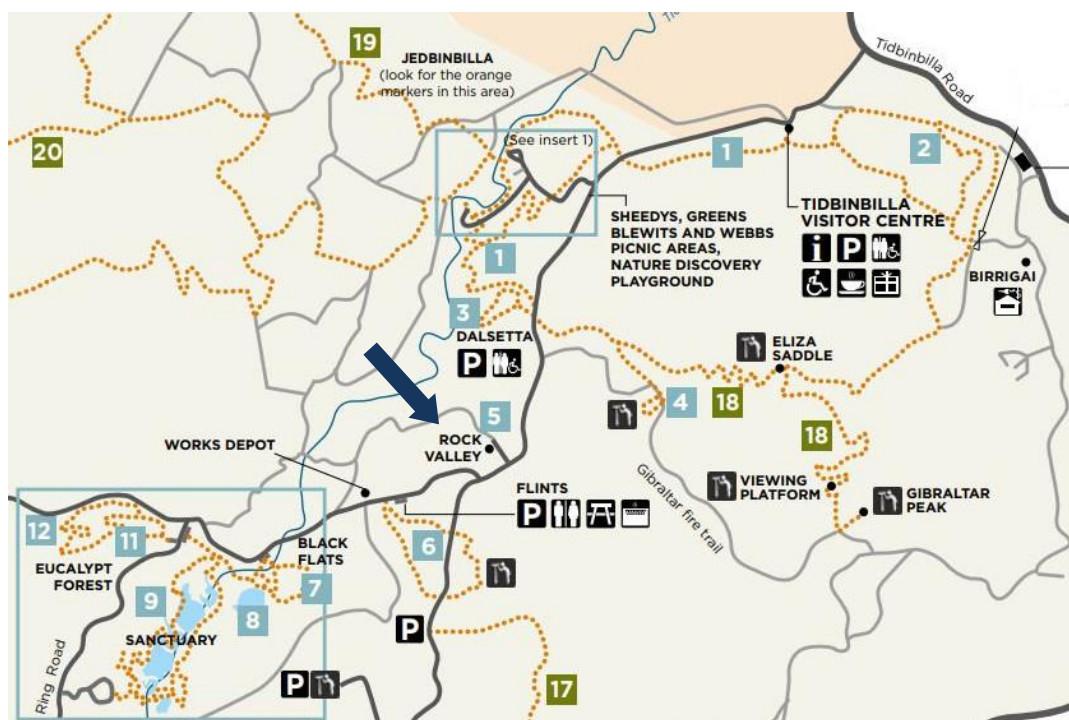 19
JEDBINBILLA
(look for the orange
markers in this area)
Tidbinbilla Road
20
(See insert 1)
1
2
SHEEDYS, GREENS
BLEWITS AND WEBBS
PICNIC AREAS,
NATURE DISCOVERY
PLAYGROUND
TIDBINBILLA
VISITOR CENTRE
i P
BIRRIGAI
1
3
DALSETTA
P
ELIZA
SADDLE
4
18
5
ROCK
VALLEY
18
WORKS DEPOT
Gibraltar fire trail
VIEWING
PLATFORM
GIBRALTAR
PEAK
FLINTS
P
12
11
EUCALYPT
FOREST
BLACK
FLATS
6
7
9
8
SANCTUARY
P
Ring Road
P
17